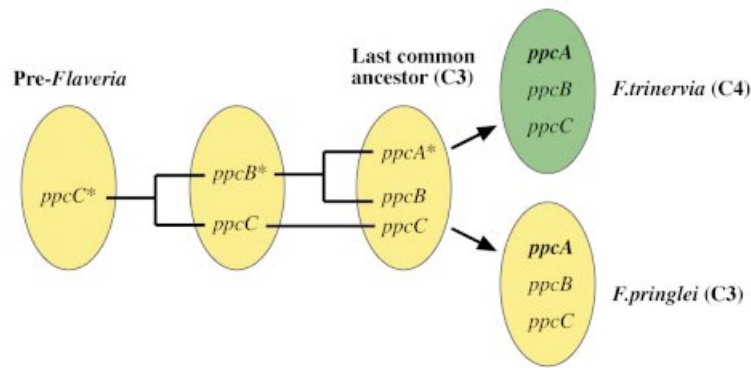 Pre-Flaveria
ppcC*
ppcB*
ppcC
Last common
ancestor (C3)
ppcA*
ppcB
ppcC
ppcA
ppcB
ppcC
F.trinervia (C4)
ppcA
ppcB
ppcC
F.pringlei (C3)